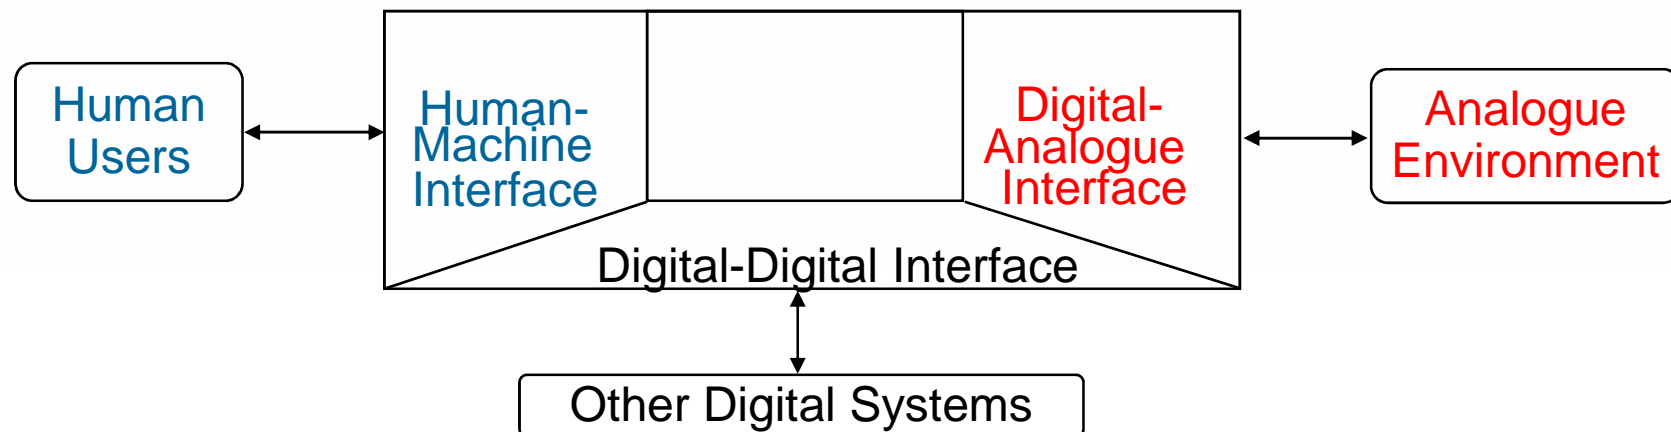 Human
Users
Human-
Machine
Interface
Digital-
Analogue
Interface
Analogue
Environment
Digital-Digital Interface
Other Digital Systems